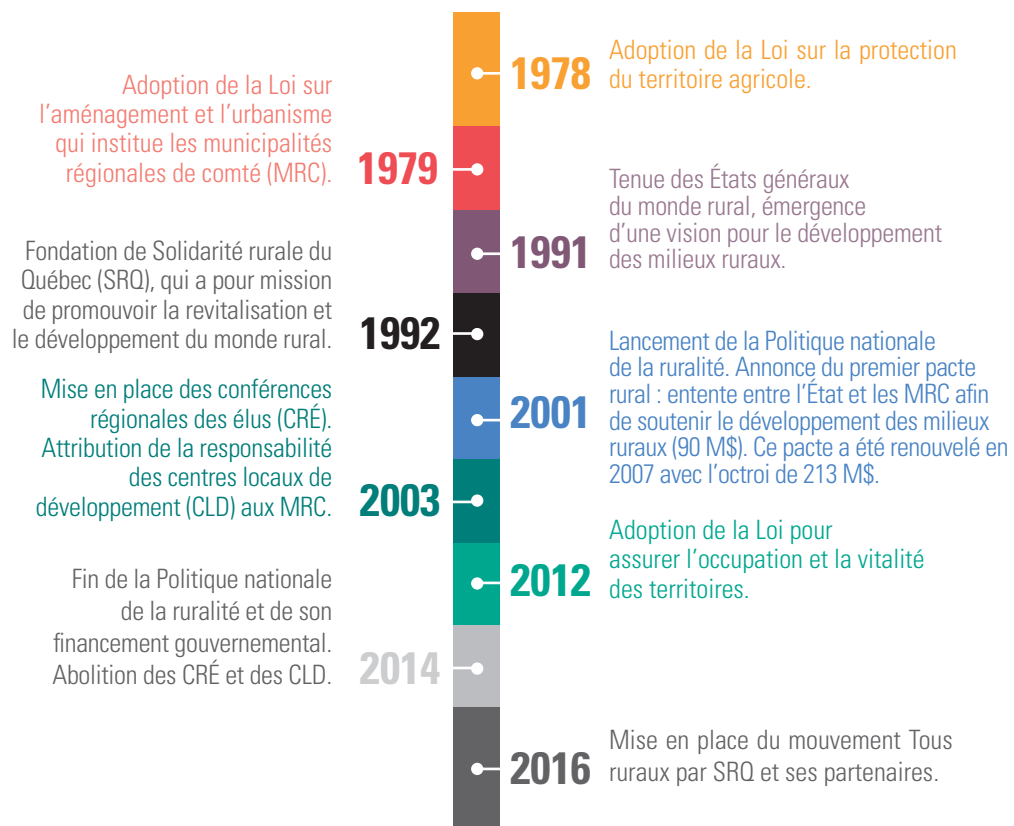 1978
Adoption de la Loi sur la protection
du territoire agricole.
Adoption de la Loi sur
l'aménagement et l'urbanisme
qui institue les municipalités
régionales de comté (MRC).
1979
1991
Tenue des États généraux
du monde rural, émergence
d'une vision pour le développement
des milieux ruraux.
Fondation de Solidarité rurale du
Québec (SRQ), qui a pour mission
de promouvoir la revitalisation et
le développement du monde rural.
1992
2001
Lancement de la Politique nationale
de la ruralité. Annonce du premier pacte
rural : entente entre l'État et les MRC afin
de soutenir le développement des milieux
ruraux (90 M$). Ce pacte a été renouvelé en
2007 avec l'octroi de 213 M$.
Mise en place des conférences
régionales des élus (CRÉ).
Attribution de la responsabilité
des centres locaux de
développement (CLD) aux MRC.
2003
2012
Adoption de la Loi pour
assurer l'occupation et la vitalité
des territoires.
Fin de la Politique nationale
de la ruralité et de son
financement gouvernemental.
Abolition des CRÉ et des CLD.
2014
2016
Mise en place du mouvement Tous
ruraux par SRQ et ses partenaires.